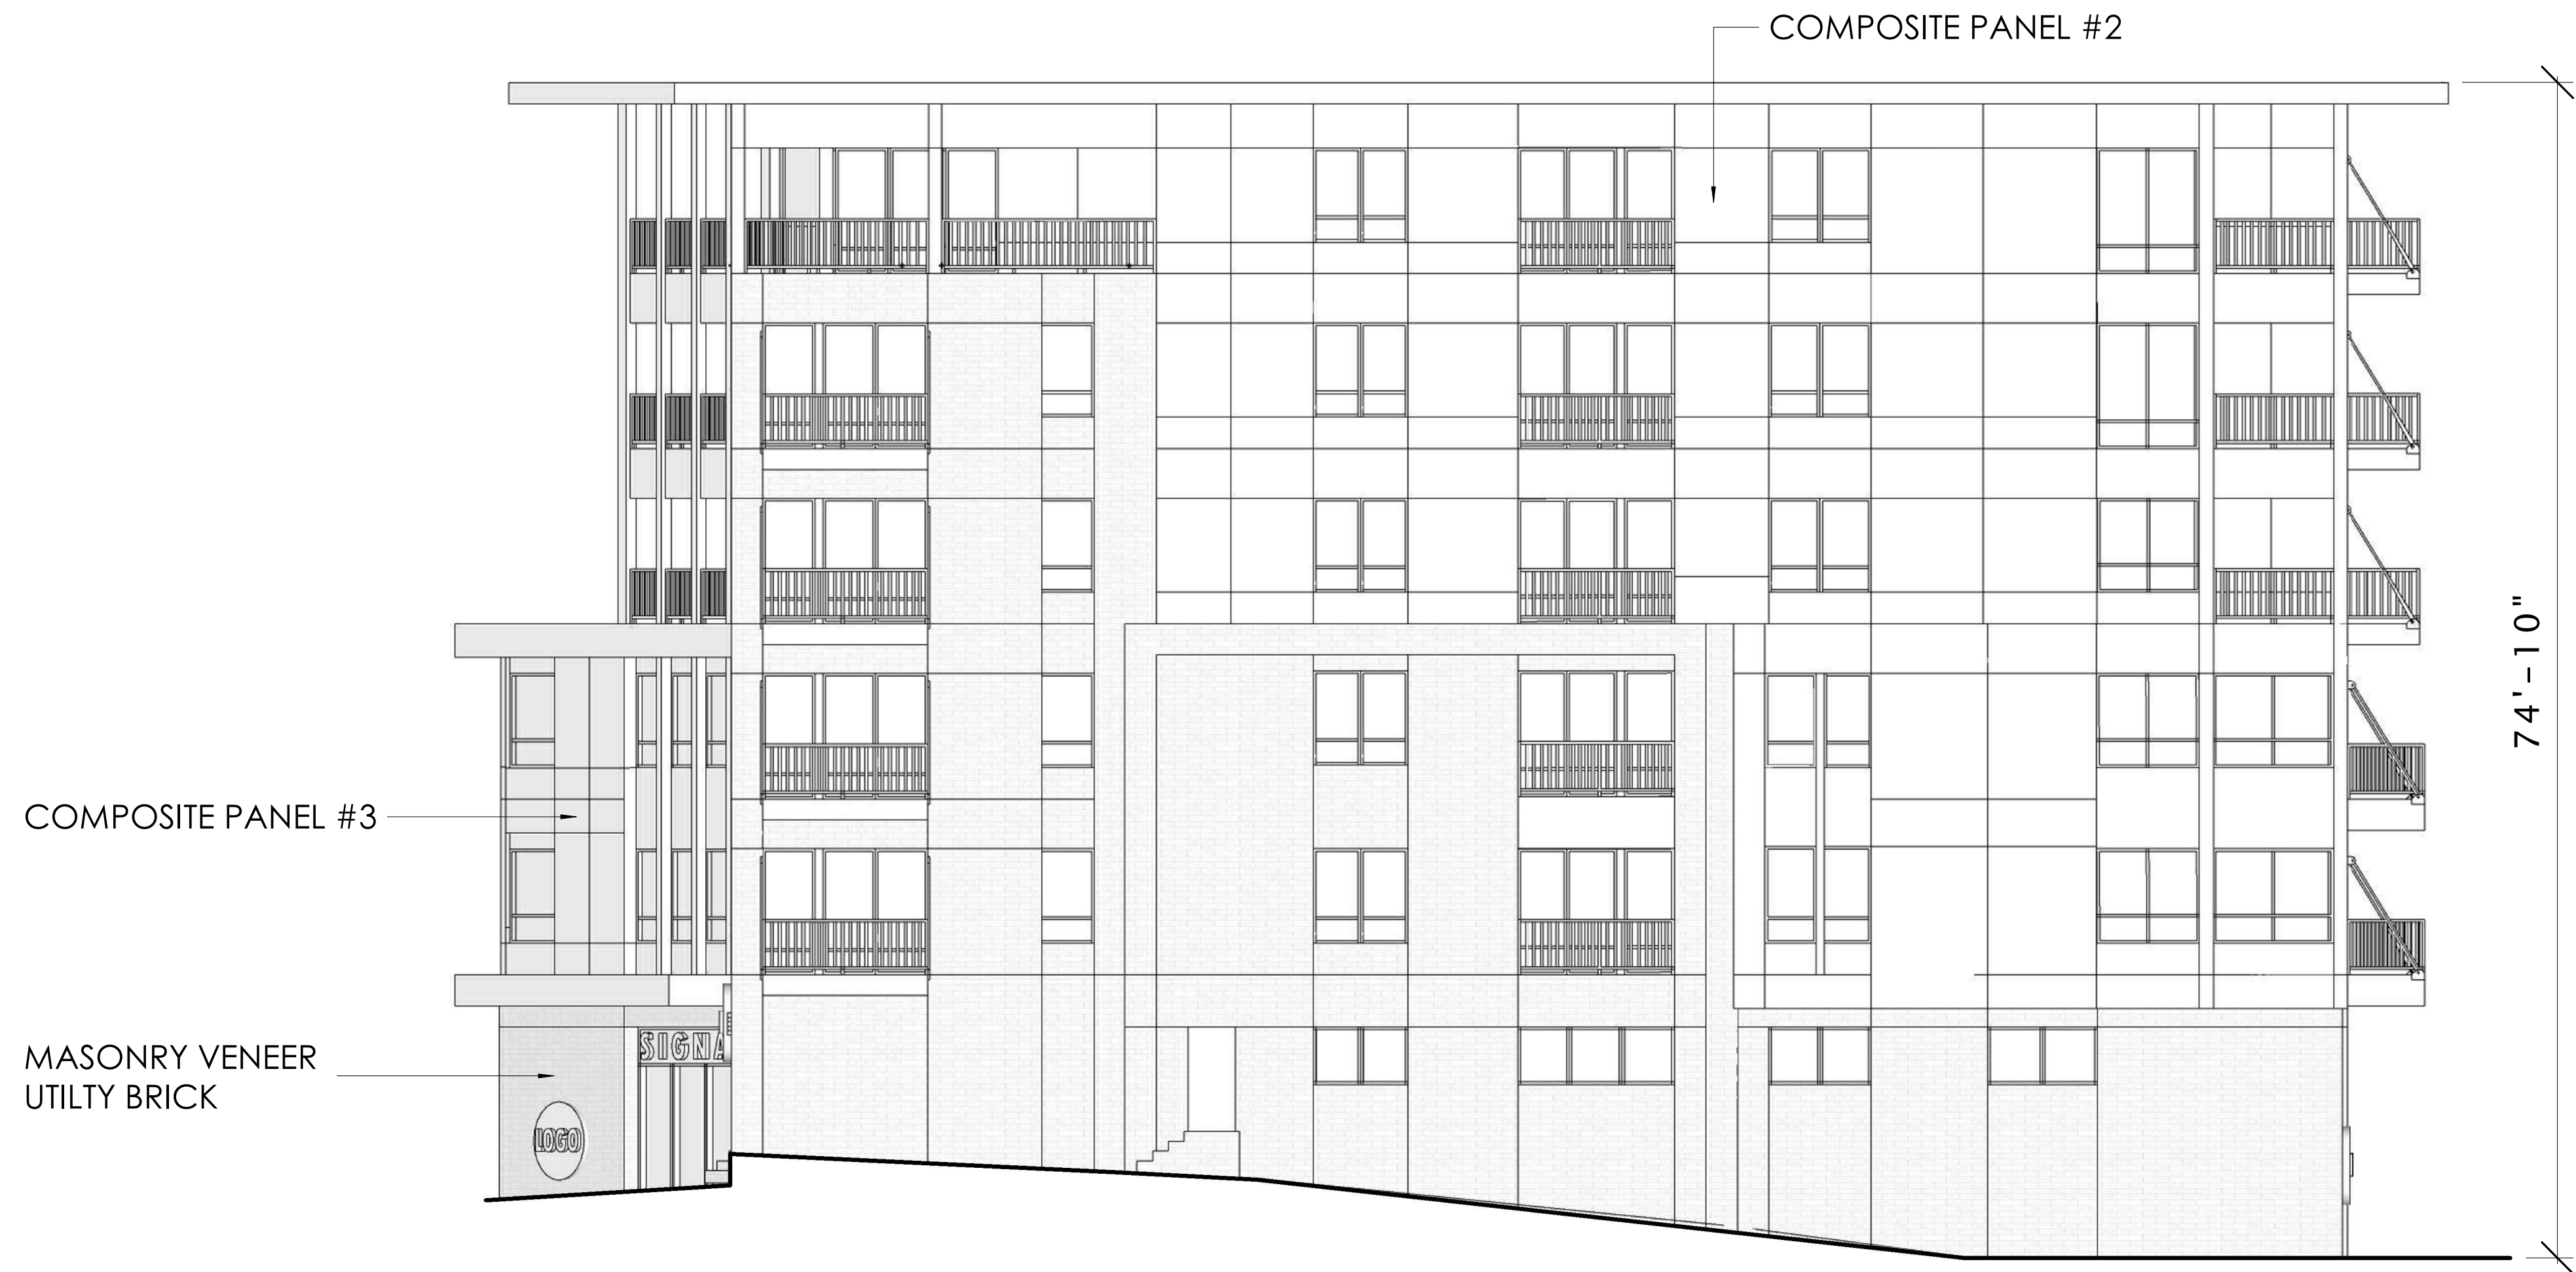 COMPOSITE PANEL #2
74'-10"
COMPOSITE PANEL #3
MASONRY VENEER
UTILTY BRICK
SIGNA
LOGO